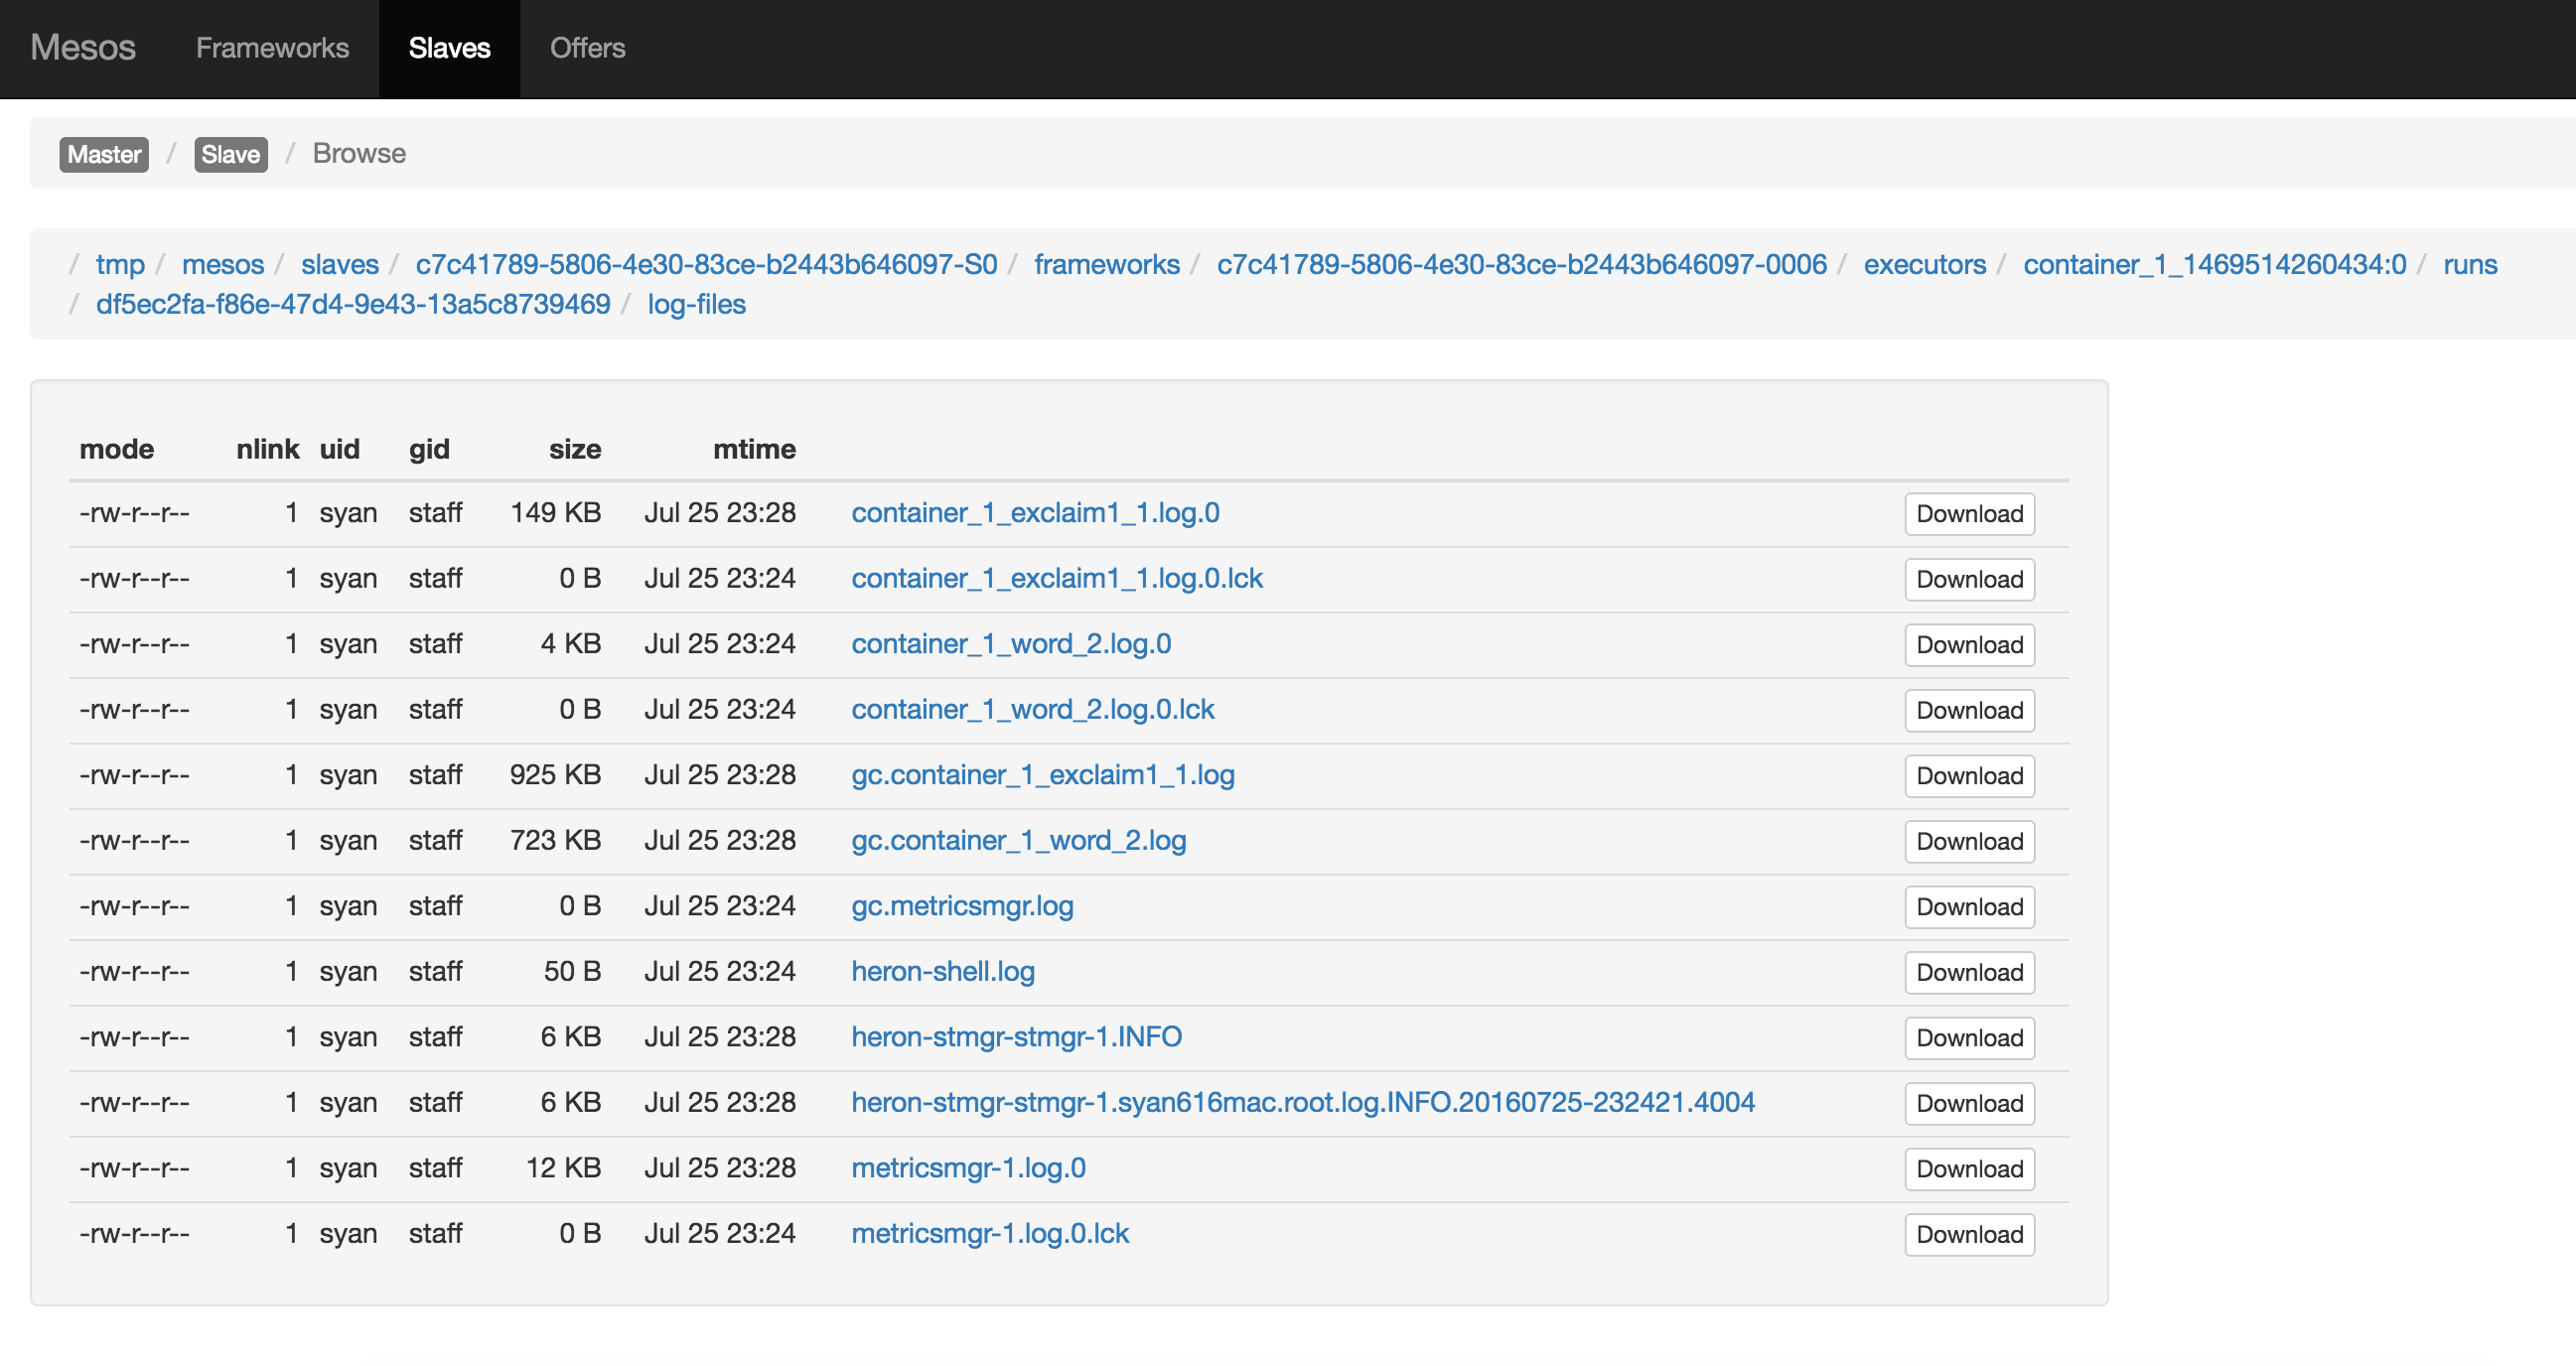 Mesos Frameworks Slaves Offers
Master / Slave / Browse
/ tmp / mesos / slaves / c7c41789-5806-4e30-83ce-b2443b646097-S0 / frameworks / c7c41789-5806-4e30-83ce-b2443b646097-0006 / executors / container_1_1469514260434:0 / runs
/ df5ec2fa-f86e-47d4-9e43-13a5c8739469 / log-files
mode nlink uid gid size mtime
-rw-r--r-- 1 syan staff 149 KB Jul 25 23:28 container_1_exclaim1_1.log.0 Download
-rw-r--r-- 1 syan staff 0 B Jul 25 23:24 container_1_exclaim1_1.log.0.lck Download
-rw-r--r-- 1 syan staff 4 KB Jul 25 23:24 container_1_word_2.log.0 Download
-rw-r--r-- 1 syan staff 0 B Jul 25 23:24 container_1_word_2.log.0.lck Download
-rw-r--r-- 1 syan staff 925 KB Jul 25 23:28 gc.container_1_exclaim1_1.log Download
-rw-r--r-- 1 syan staff 723 KB Jul 25 23:28 gc.container_1_word_2.log Download
-rw-r--r-- 1 syan staff 0 B Jul 25 23:24 gc.metricsmgr.log Download
-rw-r--r-- 1 syan staff 50 B Jul 25 23:24 heron-shell.log Download
-rw-r--r-- 1 syan staff 6 KB Jul 25 23:28 heron-stmgr-stmgr-1.INFO Download
-rw-r--r-- 1 syan staff 6 KB Jul 25 23:28 heron-stmgr-stmgr-1.syan616mac.root.log.INFO.20160725-232421.4004 Download
-rw-r--r-- 1 syan staff 12 KB Jul 25 23:28 metricsmgr-1.log.0 Download
-rw-r--r-- 1 syan staff 0 B Jul 25 23:24 metricsmgr-1.log.0.lck Download